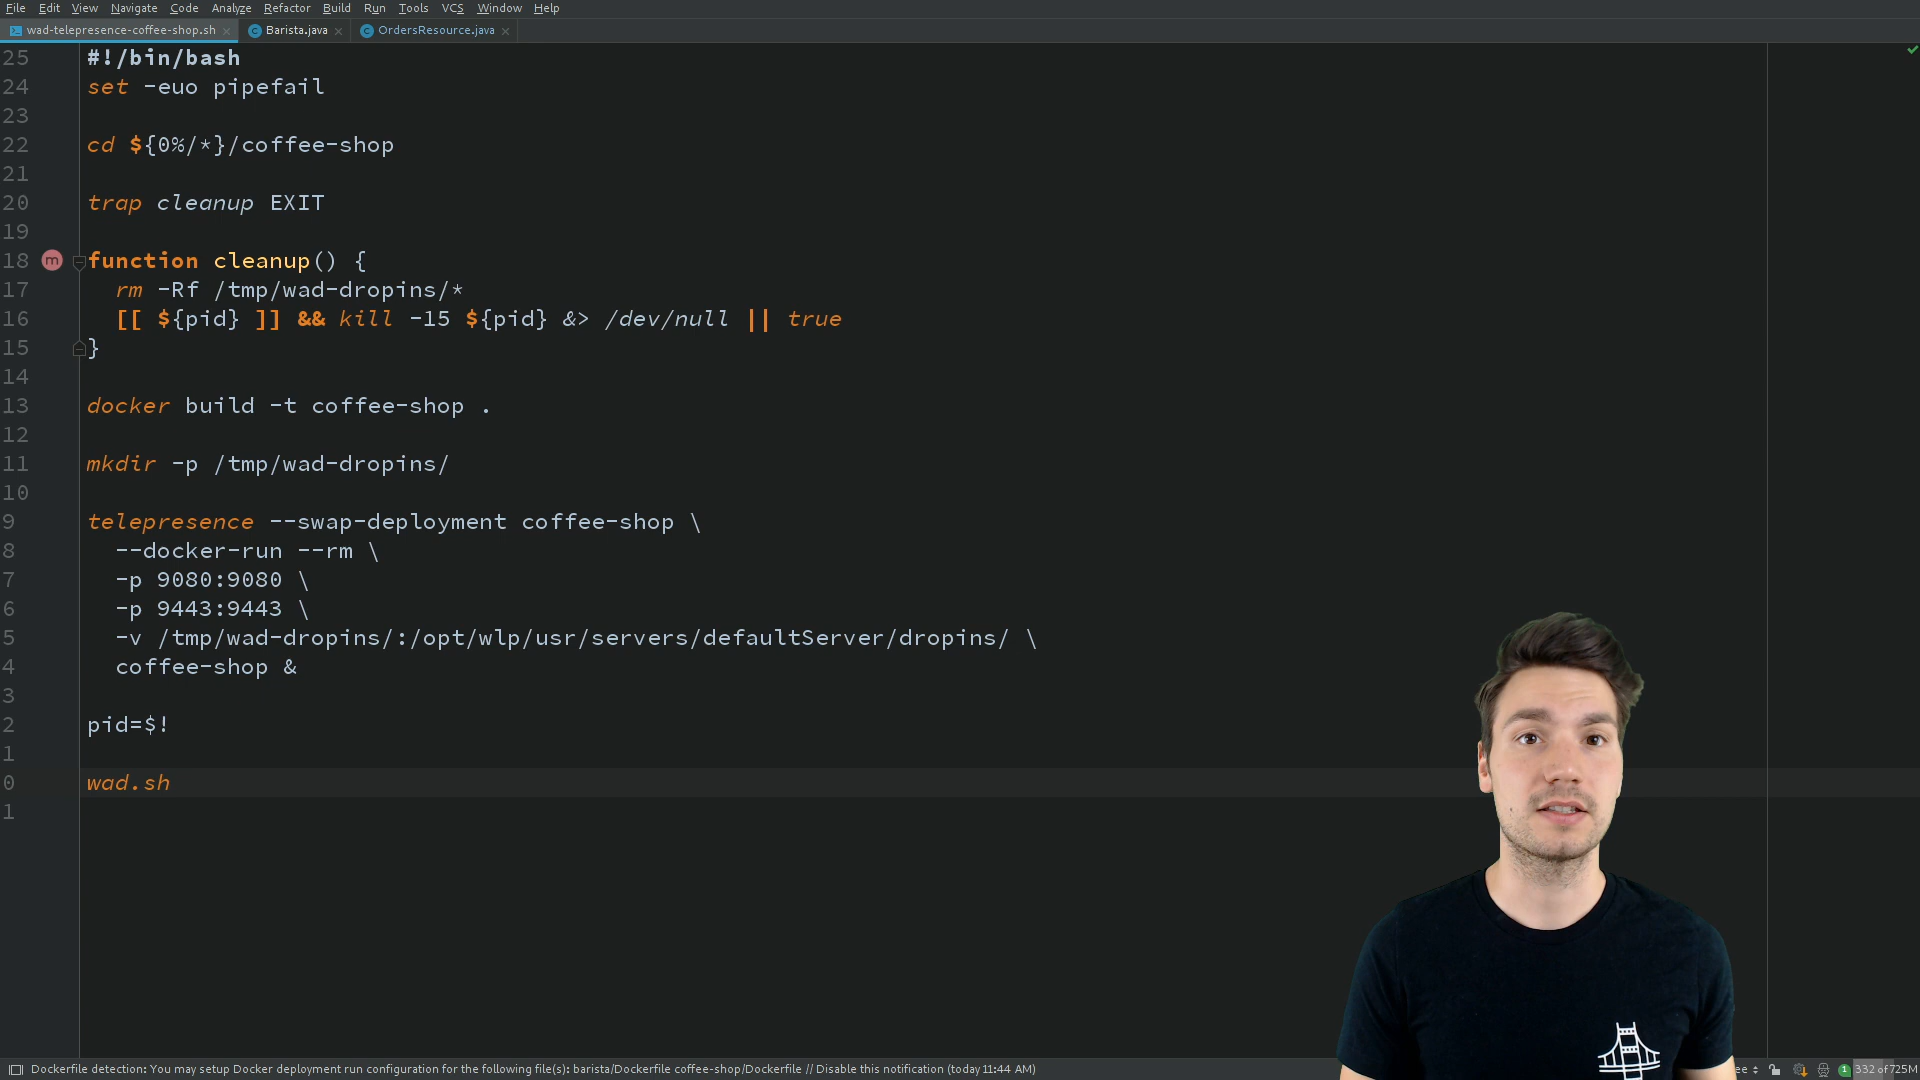 File Edit View Navigate Code Analyze Refactor Build Run Tools VCS Window Help
wad-telepresence-coffee-shop.sh Barista.java OrdersResource.java
25 #!/bin/bash
24 set -euo pipefail
23
22 cd ${0%/*}/coffee-shop
21
20 trap cleanup EXIT
19
18 m function cleanup() {
17 rm -Rf /tmp/wad-dropins/*
16 [[ ${pid} ]] && kill -15 ${pid} &> /dev/null || true
15 }
14
13 docker build -t coffee-shop .
12
11 mkdir -p /tmp/wad-dropins/
10
9 telepresence --swap-deployment coffee-shop \
8 --docker-run --rm \
7 -p 9080:9080 \
6 -p 9443:9443 \
5 -v /tmp/wad-dropins/:/opt/wlp/usr/servers/defaultServer/dropins/ \
4 coffee-shop &
3
2 pid=$!
1
0 wad.sh
1
Dockerfile detection: You may setup Docker deployment run configuration for the following file(s): barista/Dockerfile coffee-shop/Dockerfile // Disable this notification (today 11:44 AM) ee 1 332 of 725M